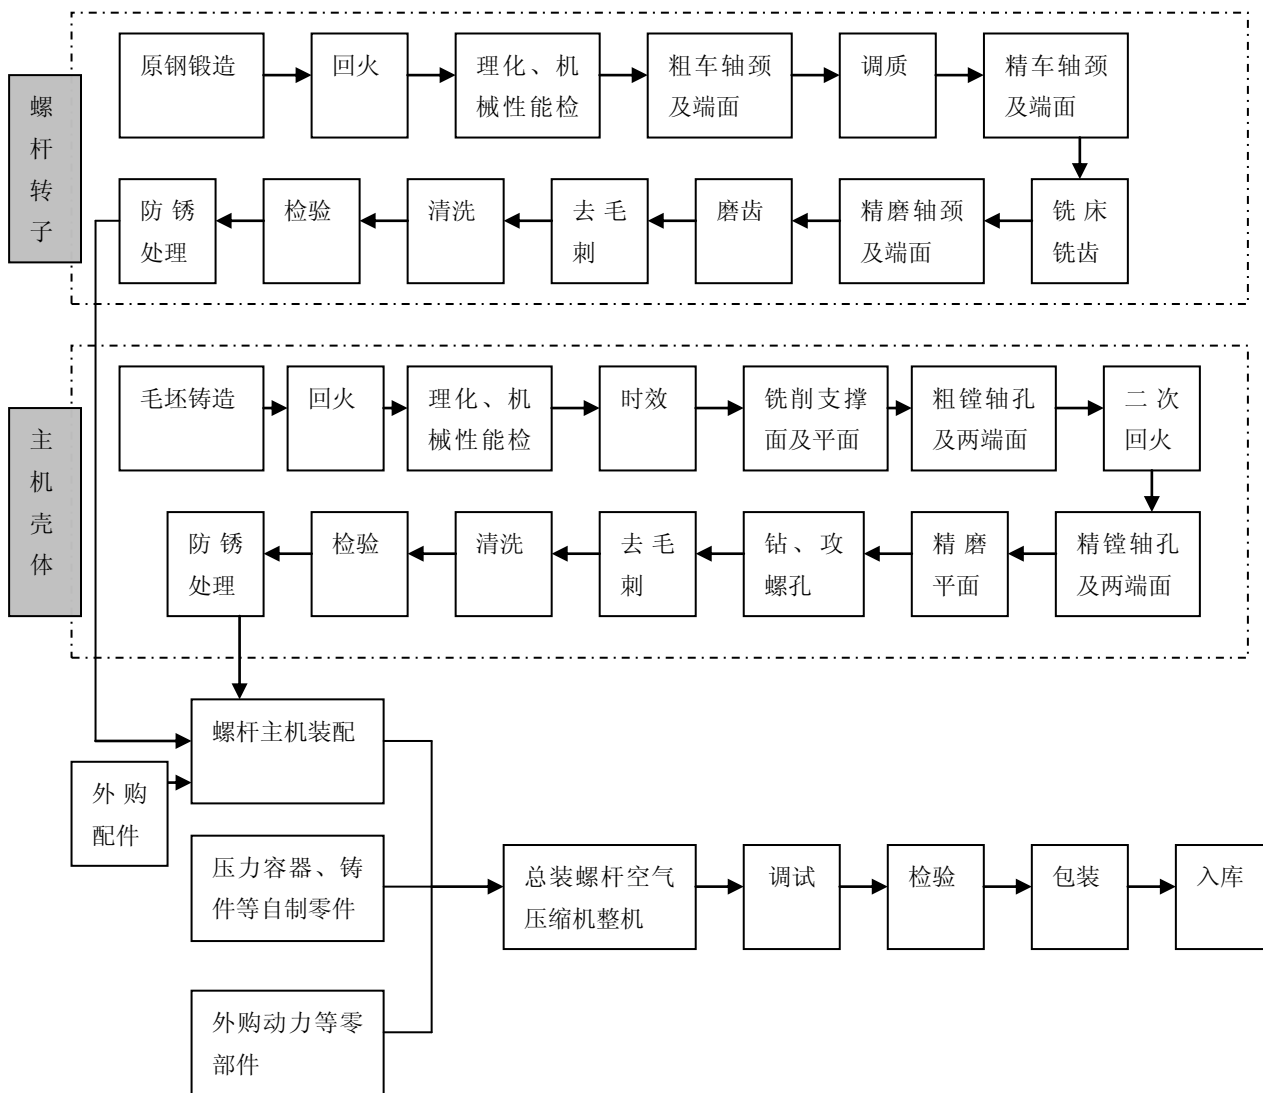 螺
杆
转
子
原钢锻造
回火
理化、机
械性能检
粗车轴颈
及端面
调质
精车轴颈
及端面
铣床
铣齿
精磨轴颈
及端面
磨齿
去毛
刺
清洗
检验
防锈
处理
主
机
壳
体
毛坯铸造
回火
理化、机
械性能检
时效
铣削支撑
面及平面
粗镗轴孔
及两端面
二次
回火
精镗轴孔
及两端面
精磨
平面
钻、攻
螺孔
去毛
刺
清洗
检验
防锈
处理
螺杆主机装配
外购
配件
压力容器、铸
件等自制零件
外购动力等零
部件
总装螺杆空气
压缩机整机
调试
检验
包装
入库